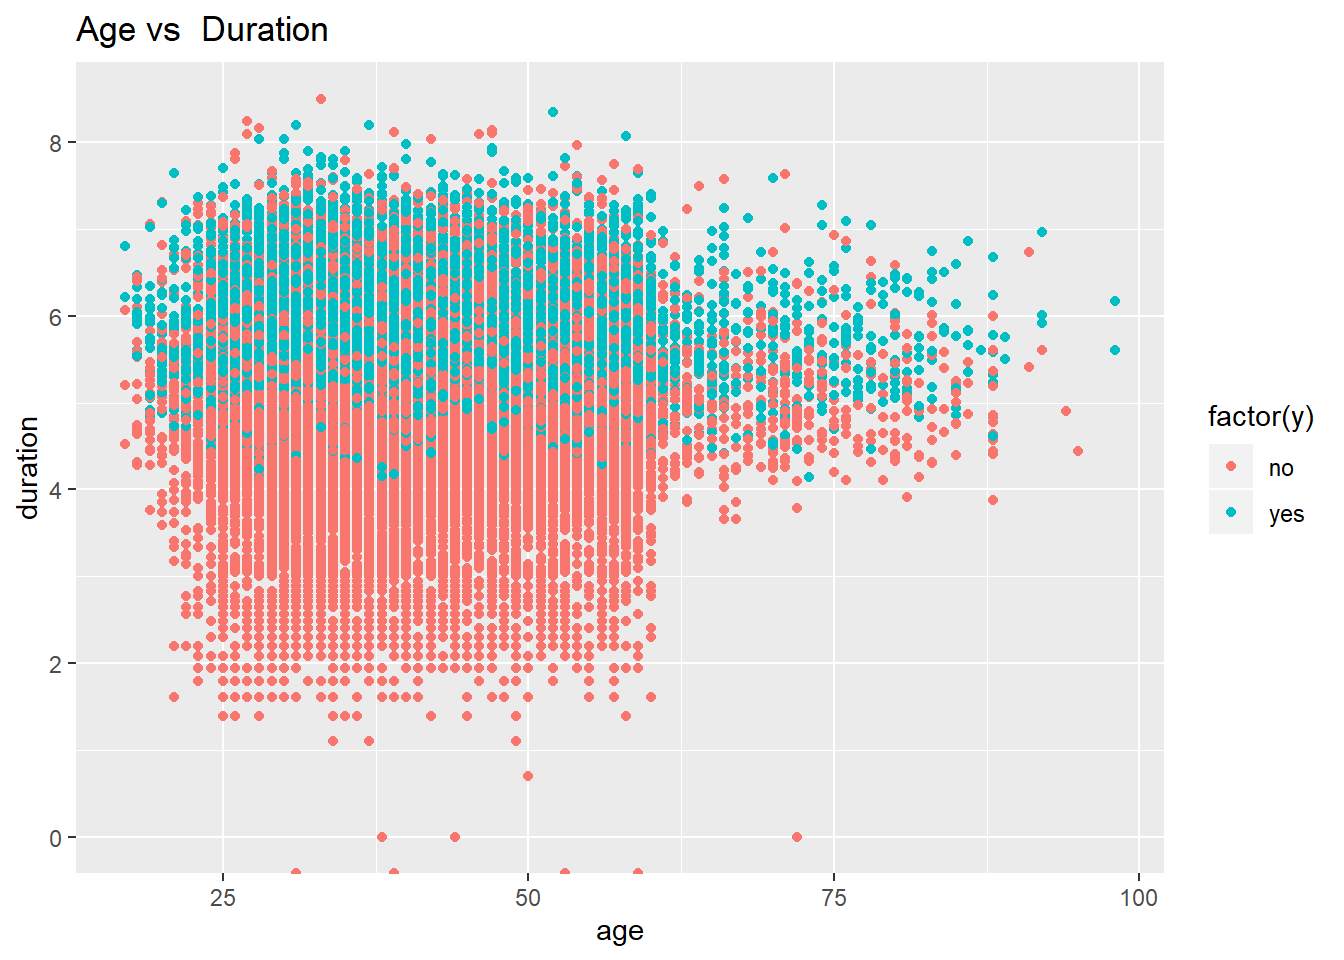 Age vs  Duration
8
6
4
2
0
25
50
75
100
age
duration
factor(y)
no
yes